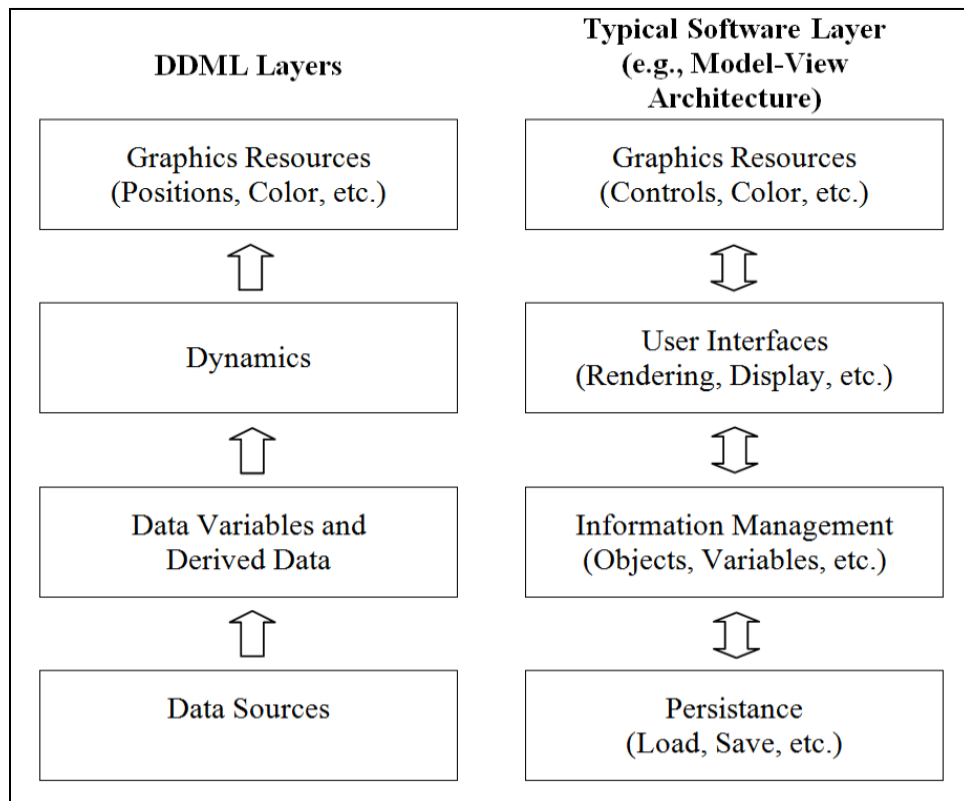 DDML Layers
Graphics Resources
(Positions, Color, etc.)
Dynamics
Data Variables and
Derived Data
Data Sources
Typical Software Layer
(e.g., Model-View
Architecture)
Graphics Resources
(Controls, Color, etc.)
User Interfaces
(Rendering, Display, etc.)
Information Management
(Objects, Variables, etc.)
Persistance
(Load, Save, etc.)